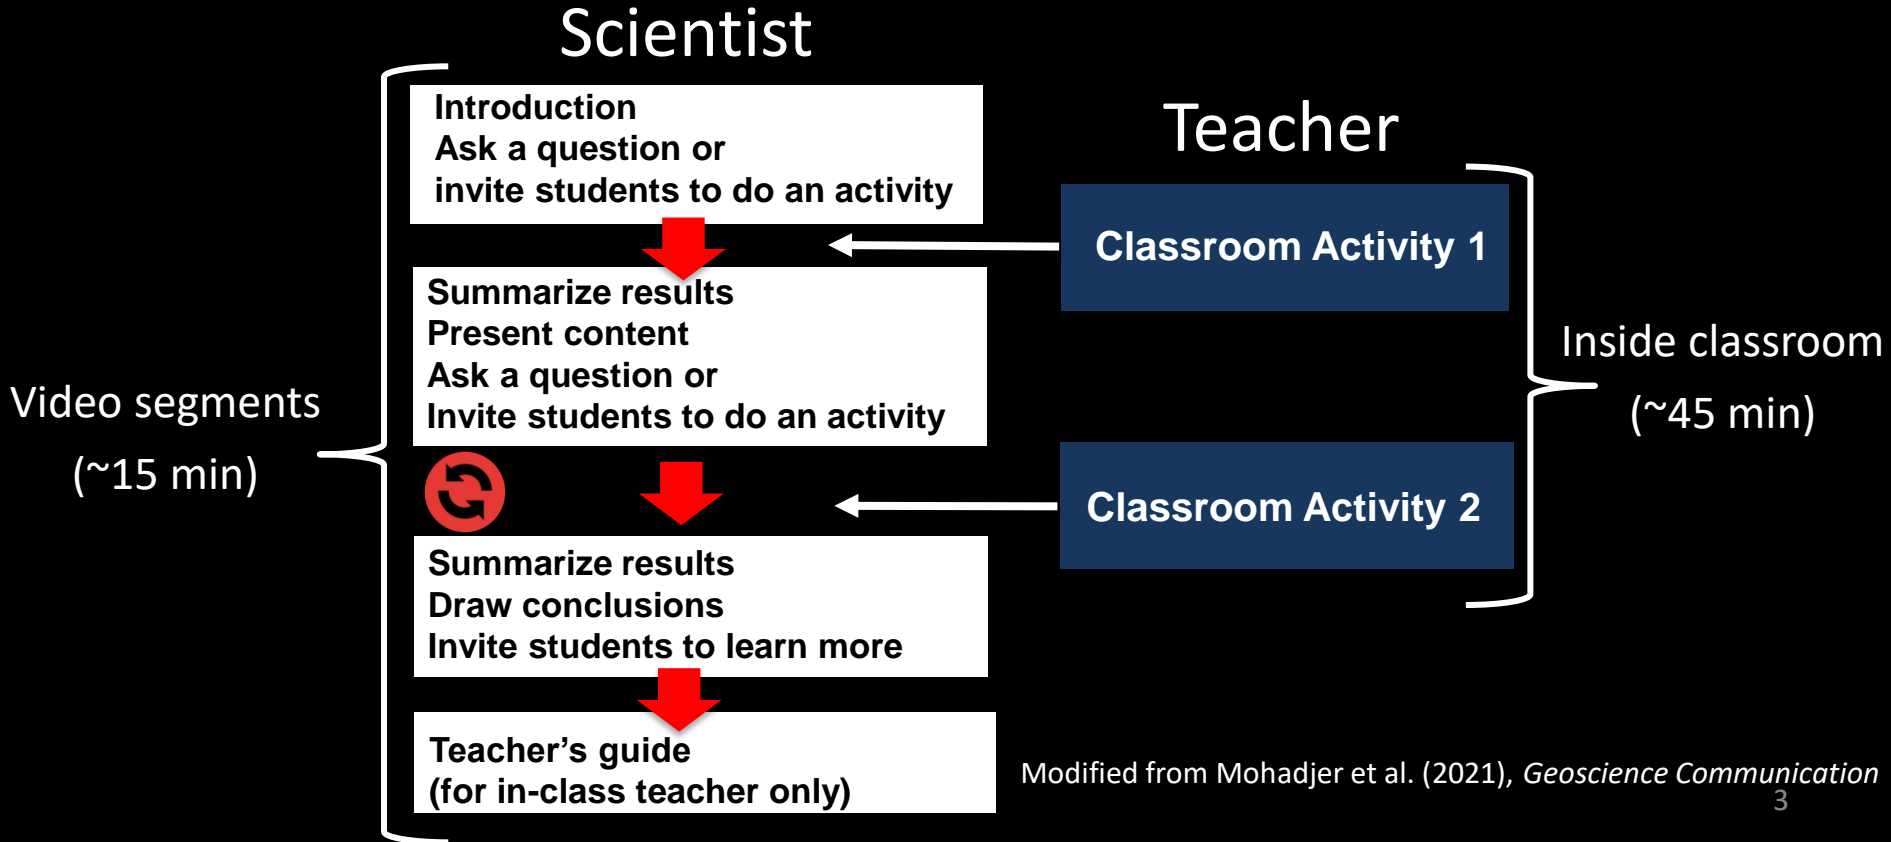 Scientist
Introduction
Ask a question or
invite students to do an activity
Summarize results
Present content
Ask a question or
Invite students to do an activity
Summarize results
Draw conclusions
Invite students to learn more
Teacher’s guide
(for in-class teacher only)
Video segments
(~15 min)
Teacher
Classroom Activity 1
Classroom Activity 2
Inside classroom
(~45 min)
Modified from Mohadjer et al. (2021), Geoscience Communication
3